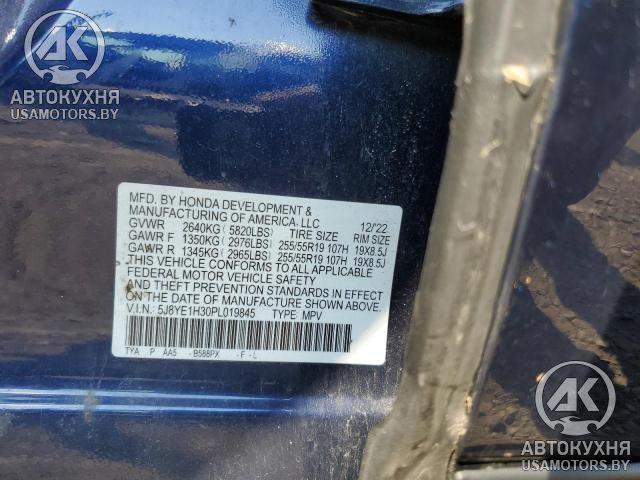 AK
АВТОКУХНЯ
USAMOTORS.BY
MFD. BY HONDA DEVELOPMENT &
MANUFACTURING OF AMERICA, LLC 12/'22
GVWR 2640KG( 5820LBS) TIRE SIZE RIM SIZE
GAWR F 1350KG( 2976LBS) 255/55R19 107H 19X8.5J
GAWR R 1345KG( 2965LBS) 255/55R19 107H 19X8.5J
THIS VEHICLE CONFORMS TO ALL APPLICABLE
FEDERAL MOTOR VEHICLE SAFETY
AND THEFT PREVENTION STANDARDS IN EFFECT
ON THE DATE OF MANUFACTURE SHOWN ABOVE.
V.I.N.: 5J8YE1H30PL019845 TYPE: MPV
TYA P AA5 -B588PX -F -L
AK
АВТОКУХНЯ
USAMOTORS.BY